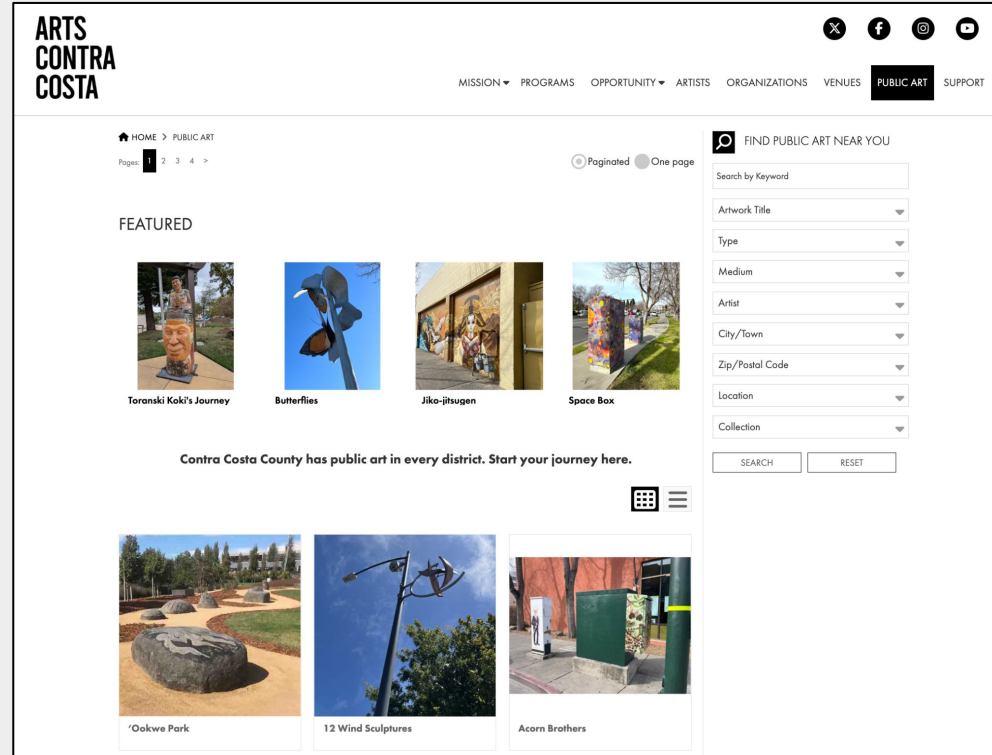 ARTS
CONTRA
COSTA
MISSION PROGRAMS OPPORTUNITY ARTISTS ORGANIZATIONS VENUES PUBLIC ART SUPPORT
HOME > PUBLIC ART
Pages: 1 2 3 4 >
Paginated One page
FEATURED
Toranski Koki's Journey
Butterflies
Jiko-jitsugen
Space Box
Contra Costa County has public art in every district. Start your journey here.
‘Ookwe Park
12 Wind Sculptures
Acorn Brothers
FIND PUBLIC ART NEAR YOU
Search by Keyword
Artwork Title
Type
Medium
Artist
City/Town
Zip/Postal Code
Location
Collection
SEARCH RESET